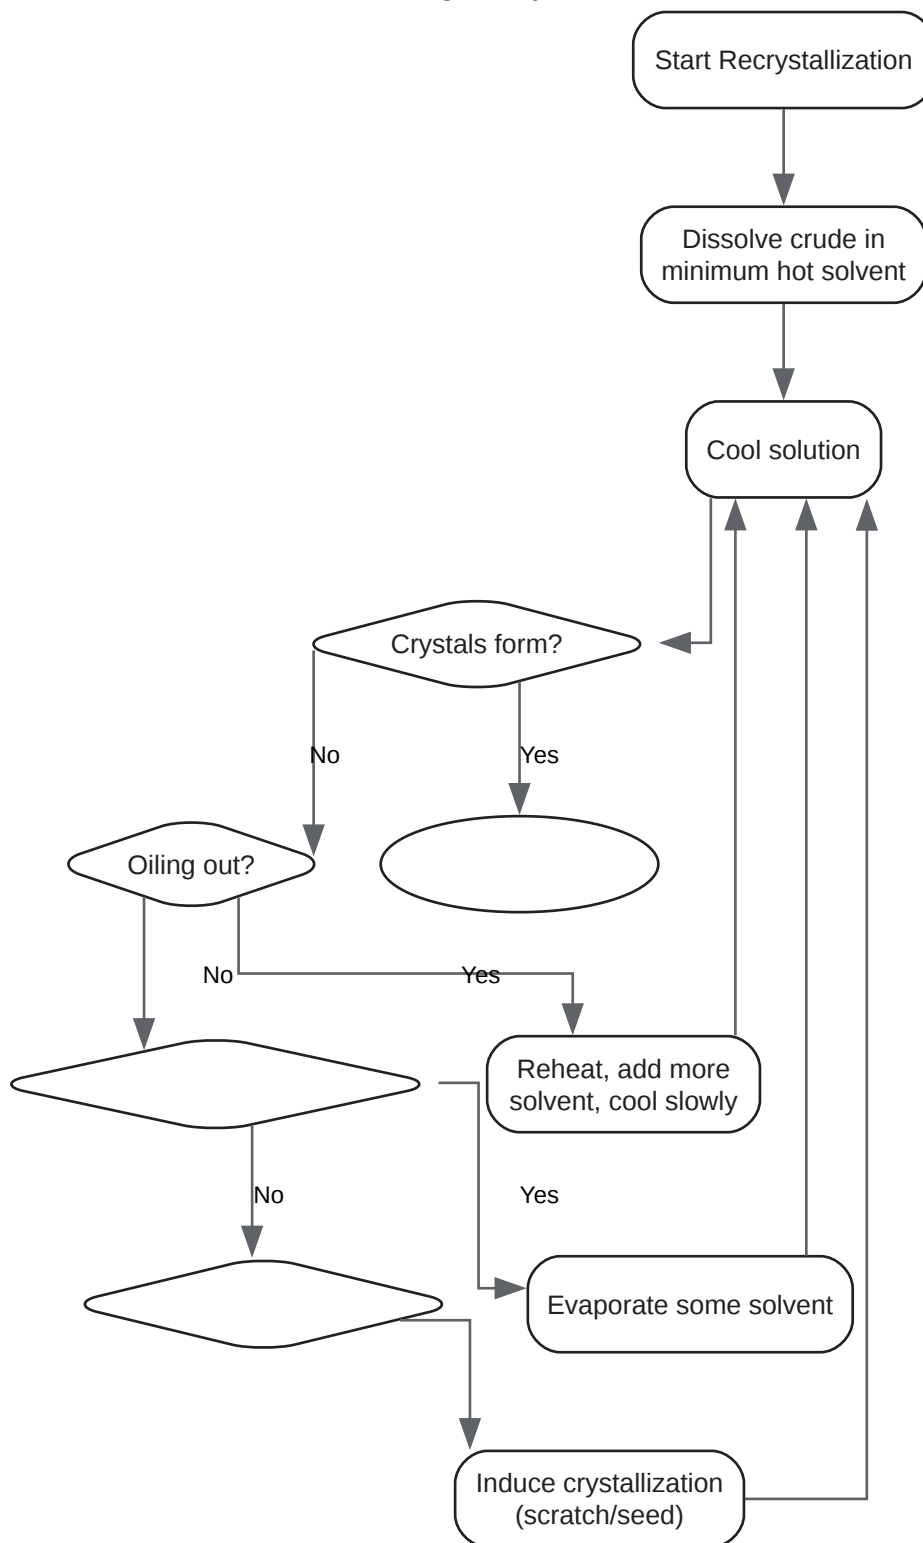 Start Recrystallization
Dissolve crude in
minimum hot solvent
Cool solution
Crystals form?
No
Yes
Oiling out?
No
Yes
Reheat, add more
solvent, cool slowly
No
Yes
Evaporate some solvent
Induce crystallization
(scratch/seed)